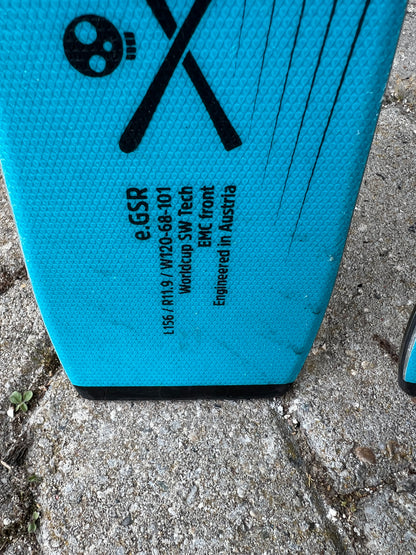 e.GSR
L156 / R11.9 / W120-68-101
Worldcup SW Tech
EMC front
Engineered in Austria